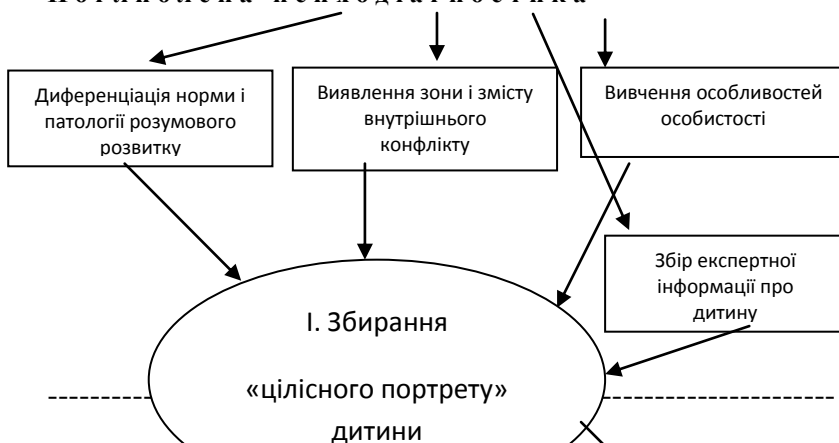 Диференціація норми і
патології розумового
розвитку
Виявлення зони і змісту
внутрішнього
конфлікту
Вивчення особливостей
особистості
Збір експертної
інформації про
дитину
І. Збирання
«цілісного портрету»
дитини